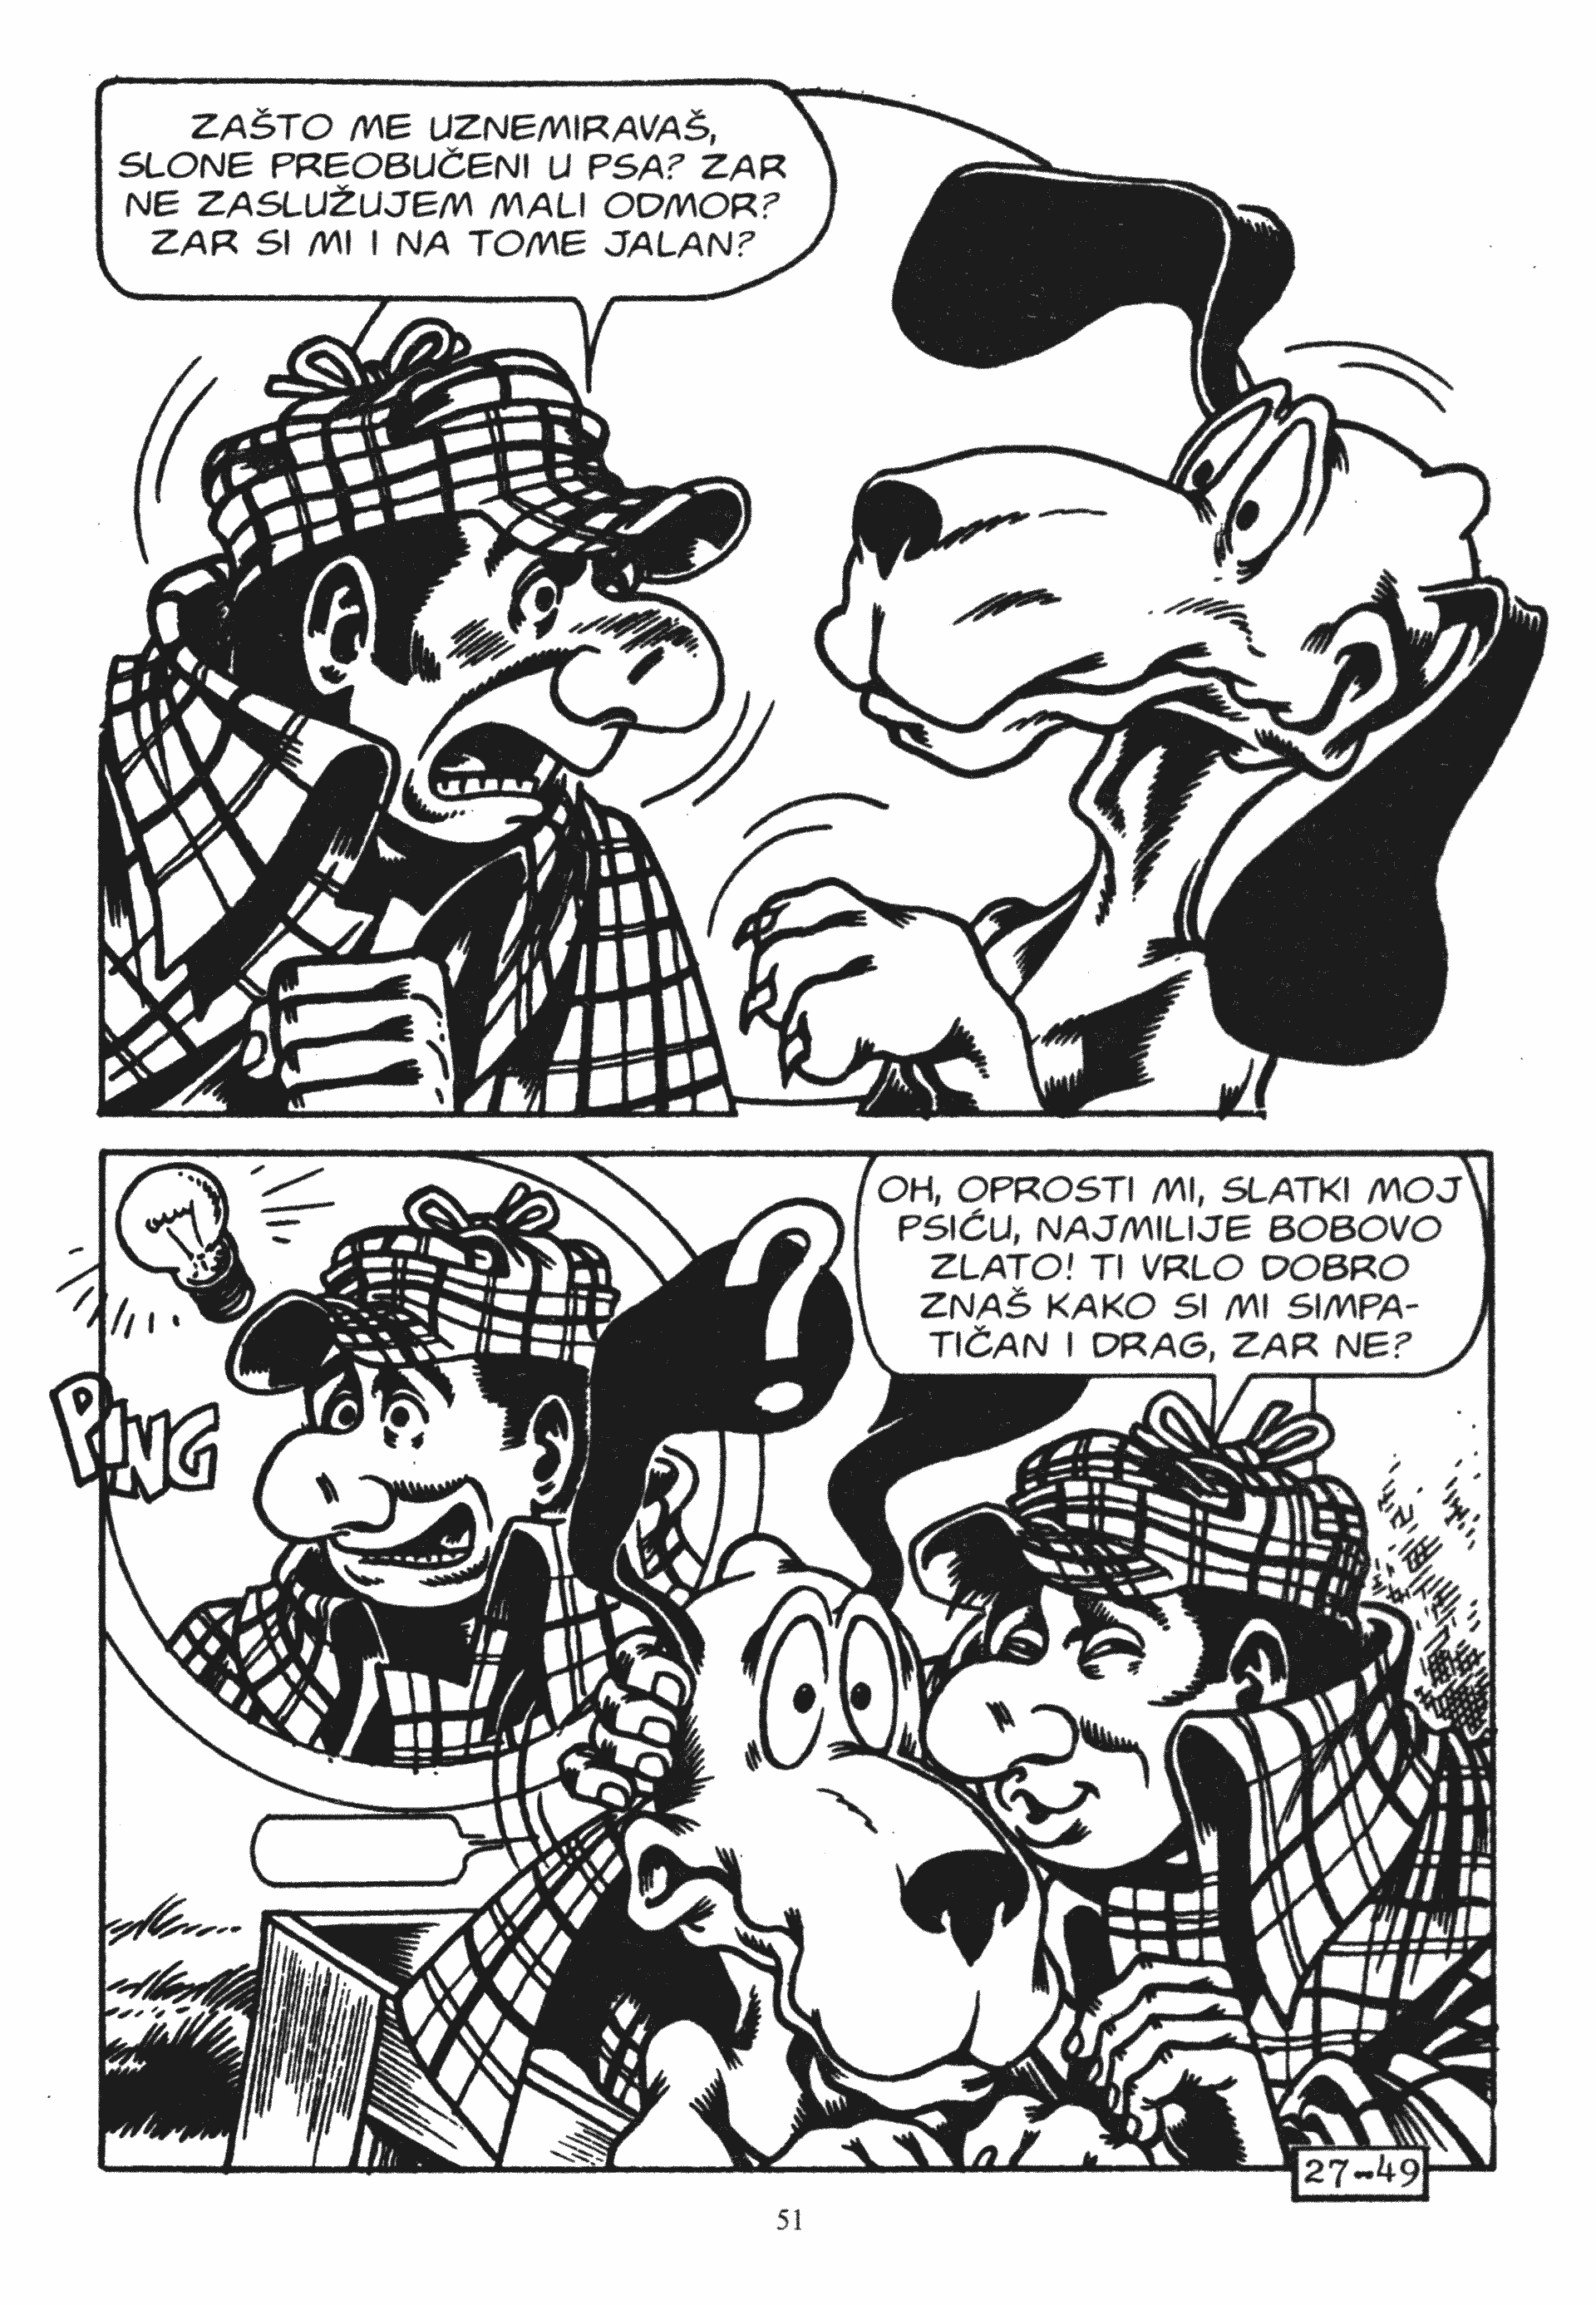 ZAŠTO ME UZNEMIRAVAŠ,
SLONE PREOBUČENI U PSA? ZAR
NE ZASLUŽUJEM MALI ODMOR?
ZAR SI MI I NA TOME JALAN?
PING
?
OH, OPROSTI MI, SLATKI MOJ
PSIĆU, NAJMILIJE BOBOVO
ZLATO! TI VRLO DOBRO
ZNAŠ KAKO SI MI SIMPA-
TIČAN I DRAG, ZAR NE?
27-49
51